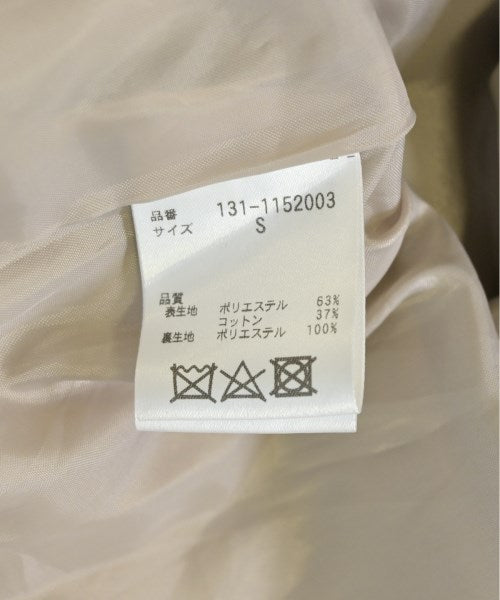 品番 131-1152003
サイズ S
品質
表生地 ポリエステル 63%
コットン 37%
裏生地 ポリエステル 100%